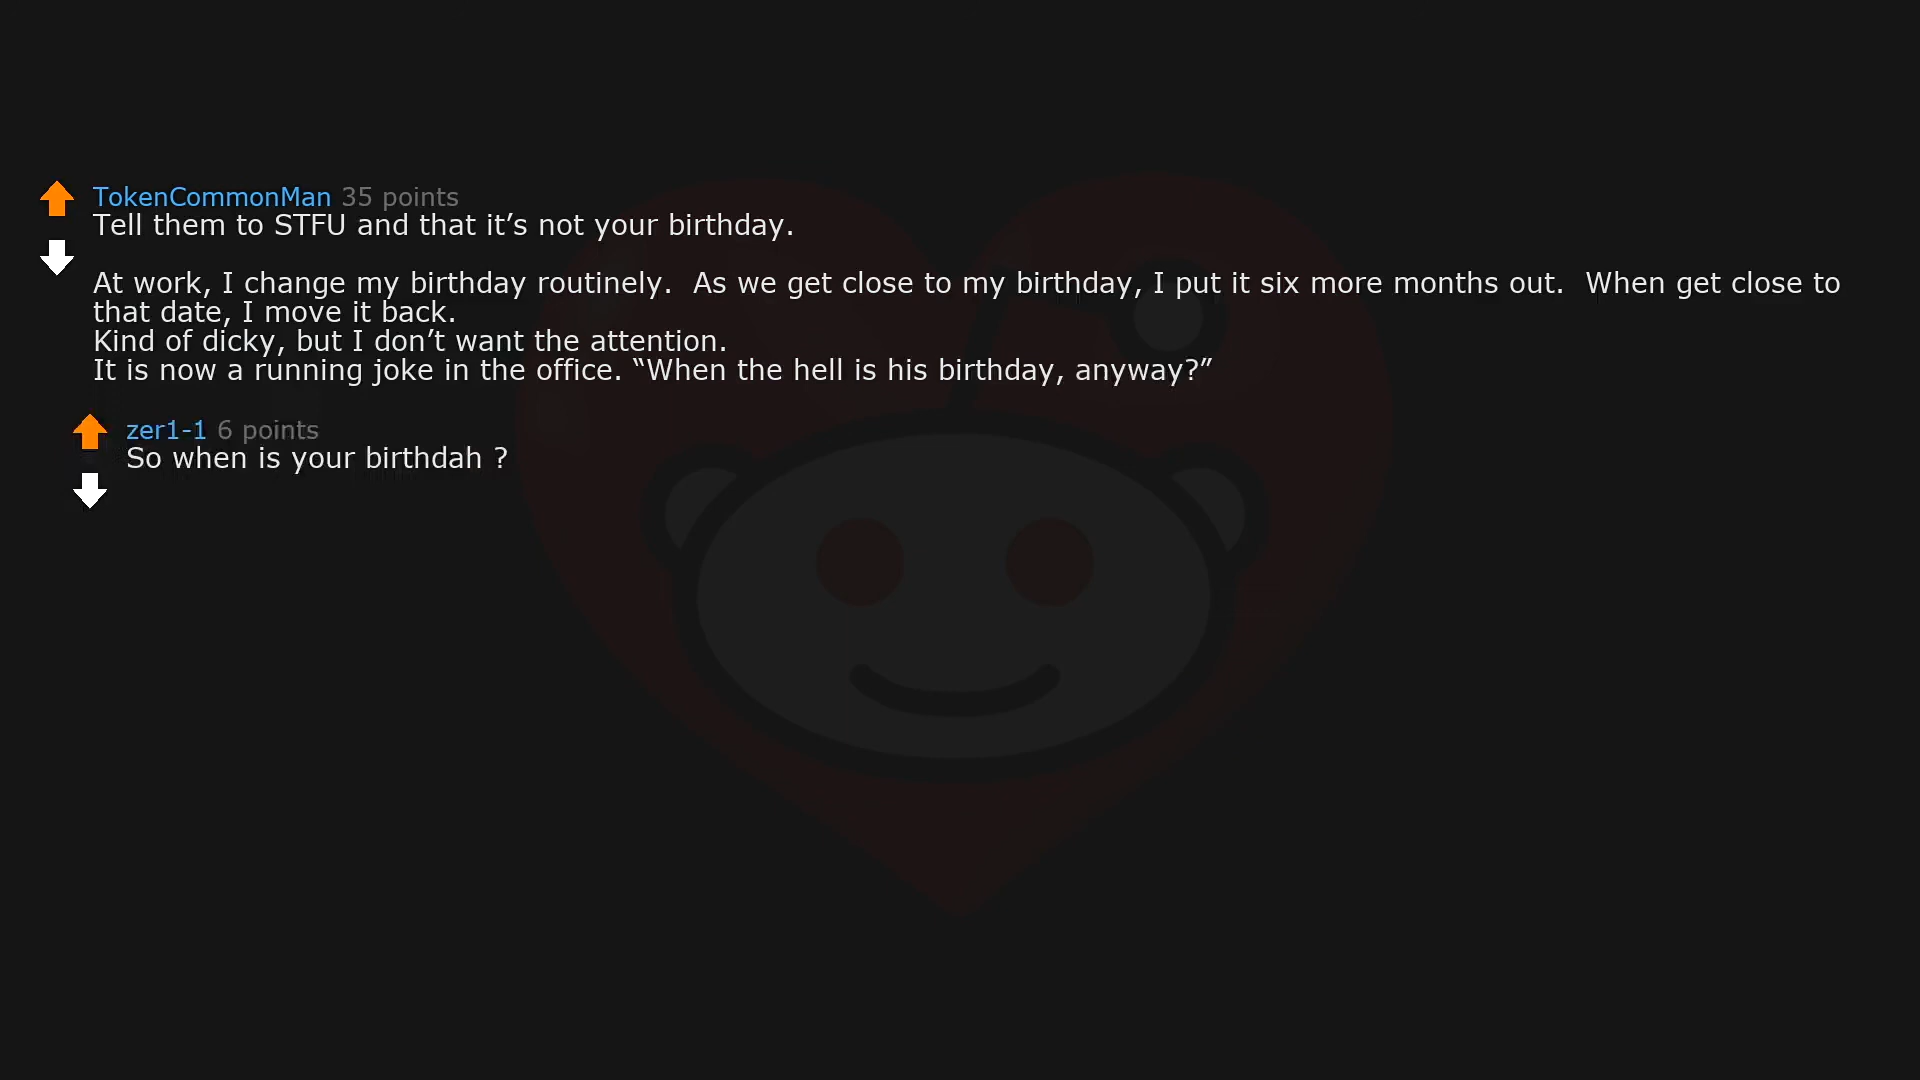 TokenCommonMan 35 points
Tell them to STFU and that it’s not your birthday.
At work, I change my birthday routinely.  As we get close to my birthday, I put it six more months out.  When get close to
that date, I move it back.
Kind of dicky, but I don’t want the attention.
It is now a running joke in the office. “When the hell is his birthday, anyway?”
zer1-1 6 points
So when is your birthdah ?